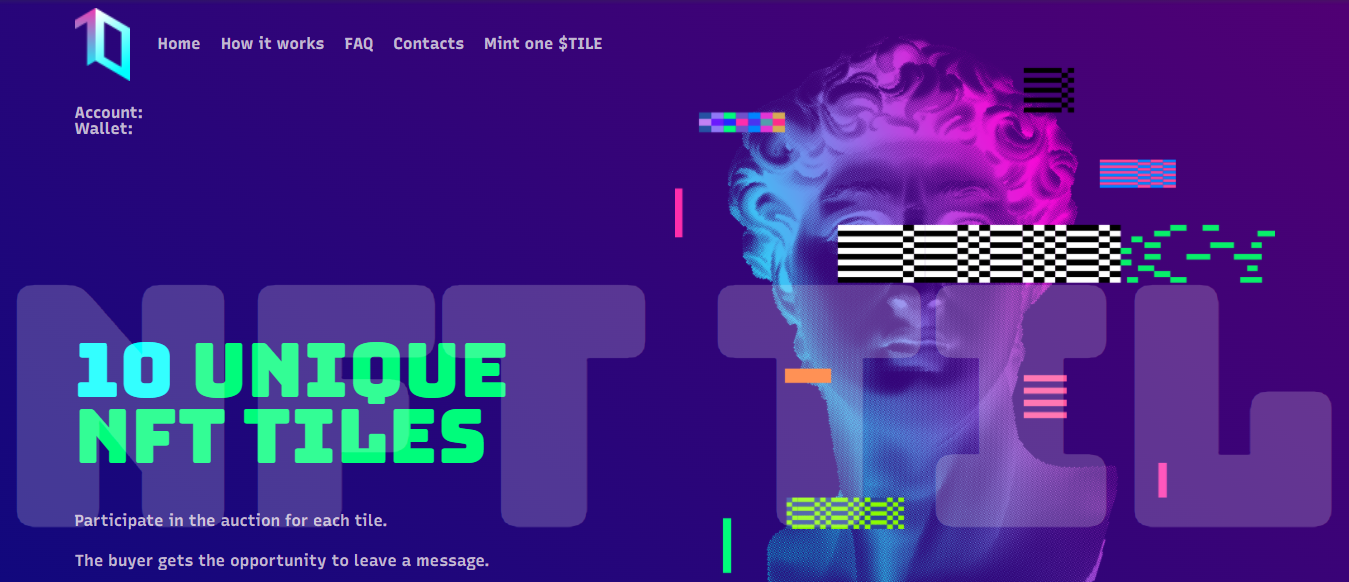 10
Home How it works FAQ Contacts Mint one $TILE
Account:
Wallet:
NFT TIL
10 UNIQUE
NFT TILES
Participate in the auction for each tile.
The buyer gets the opportunity to leave a message.